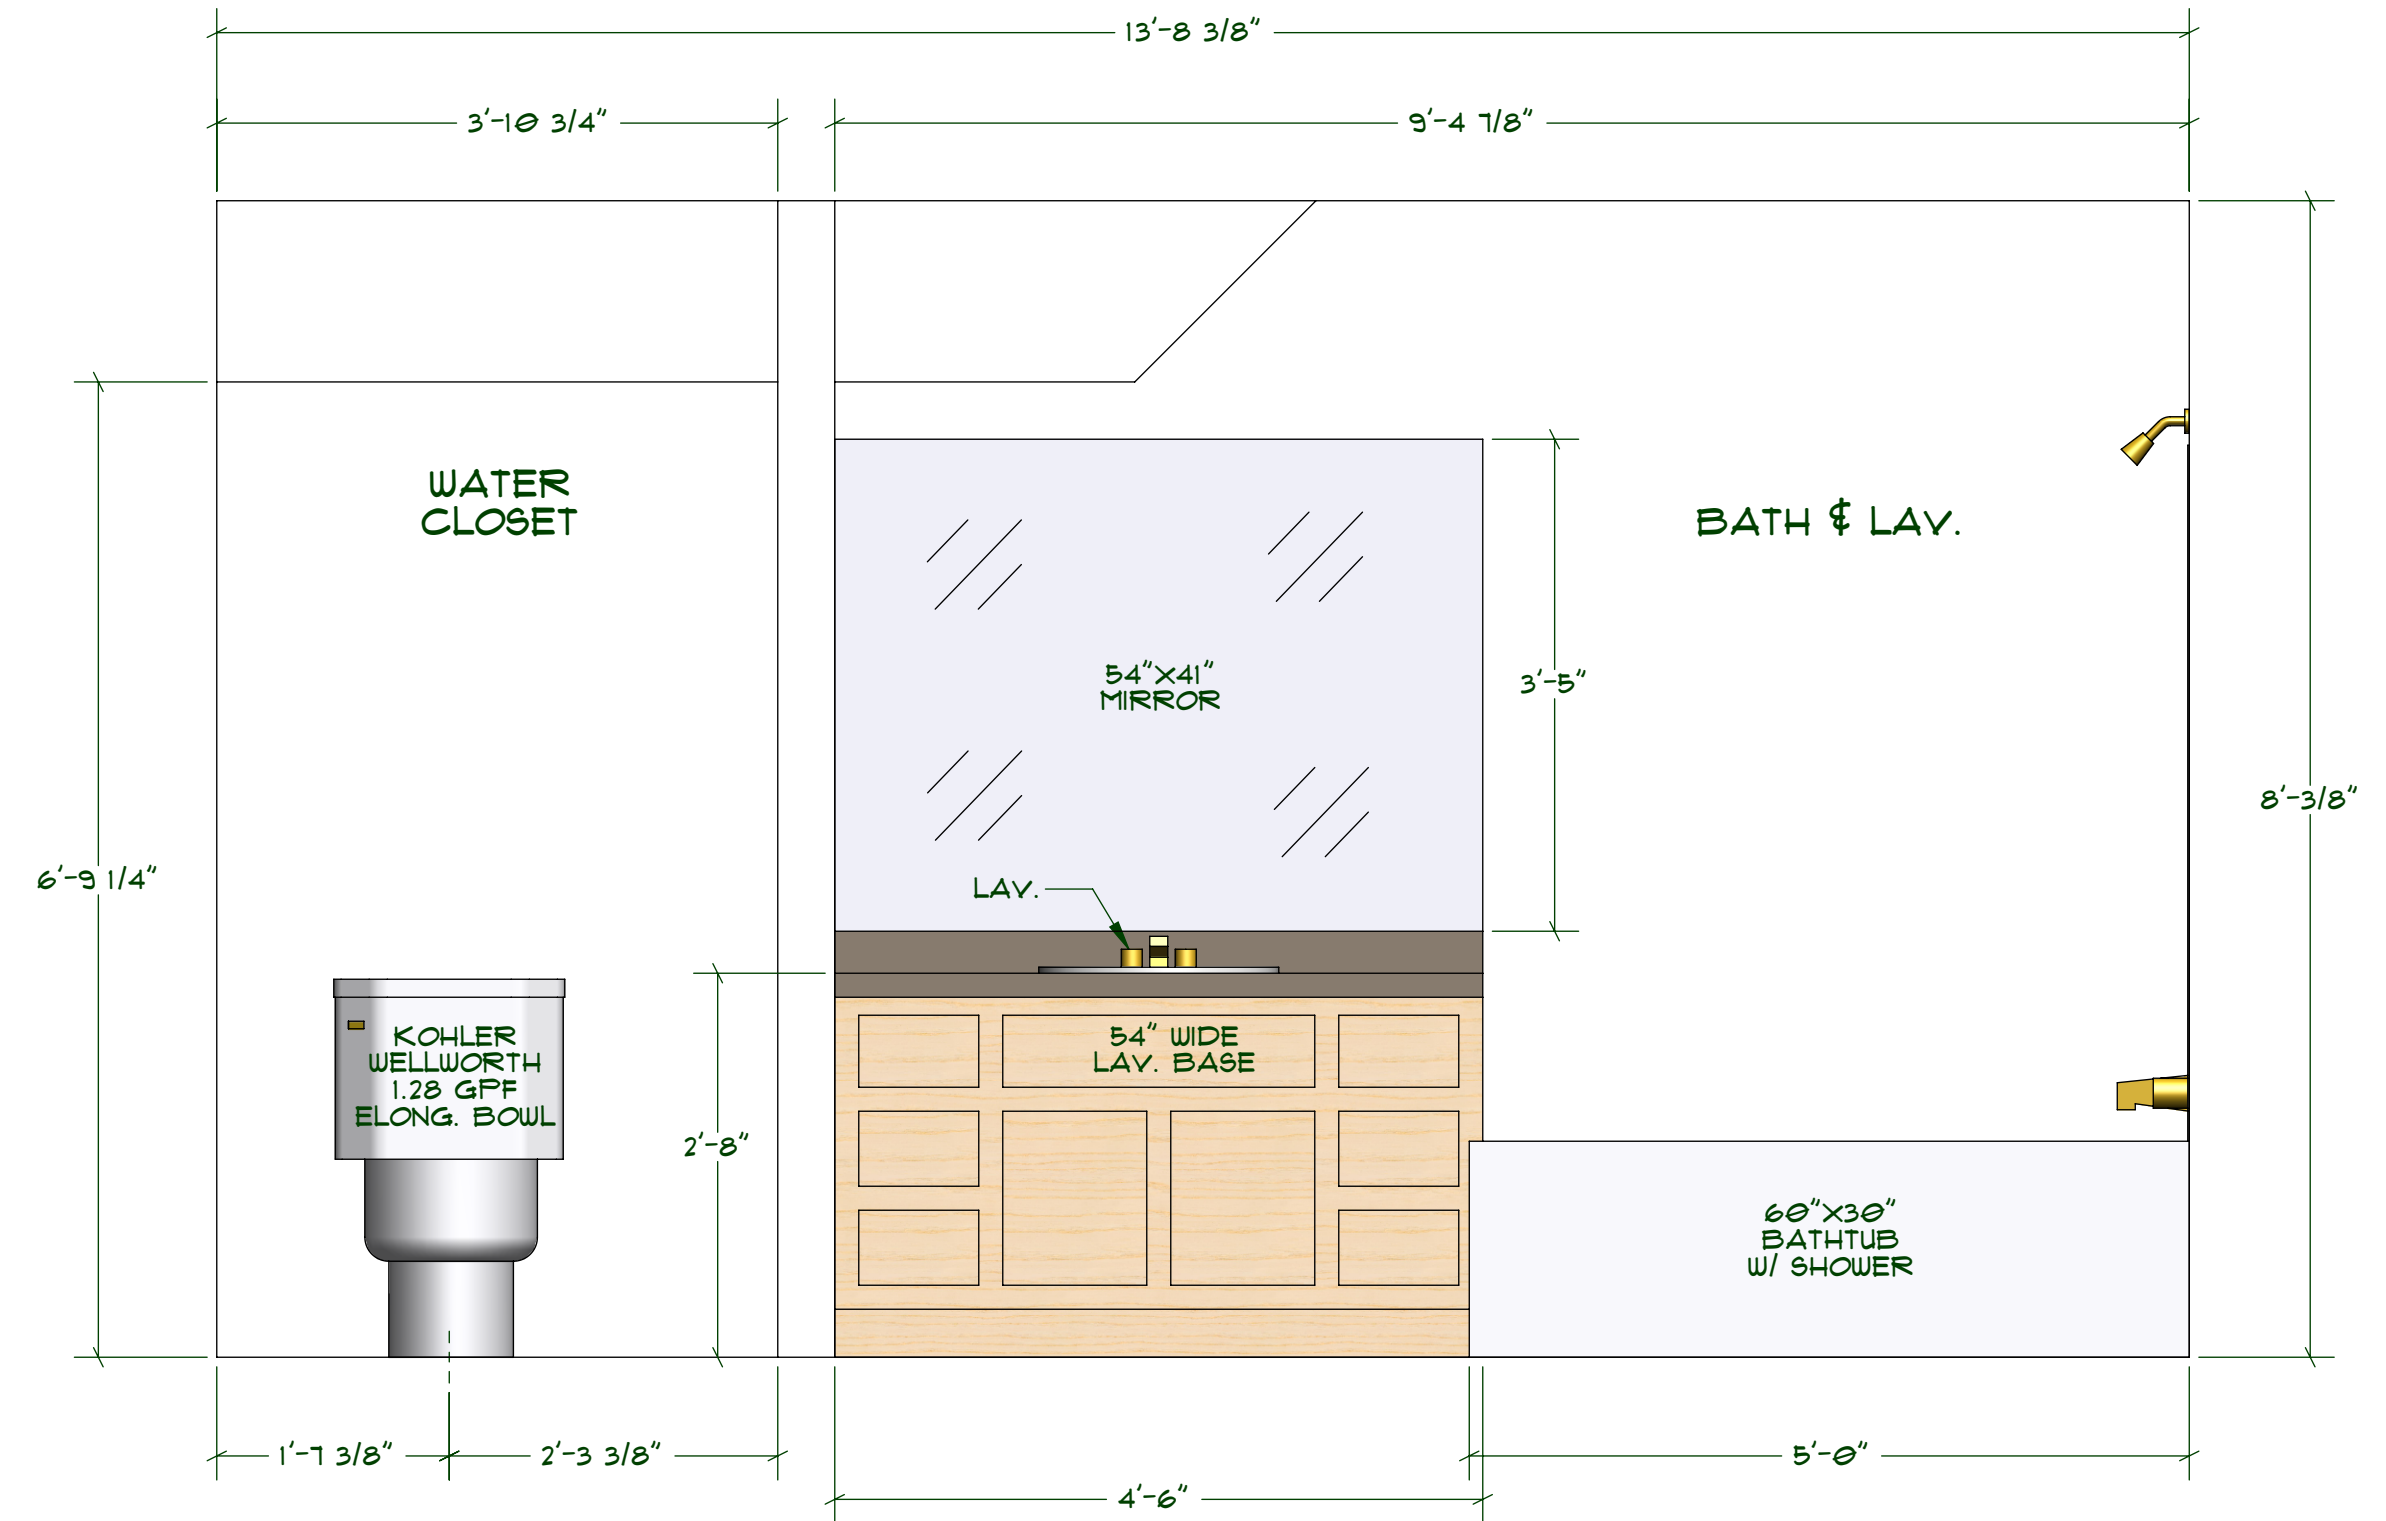 13'-8 3/8"
3'-10 3/4"
9'-4 7/8"
WATER
CLOSET
BATH & LAV.
54"X41"
MIRROR
3'-5"
8'-3/8"
6'-9 1/4"
LAV.
KOHLER
WELLWORTH
1.28 GPF
ELONG. BOWL
54" WIDE
LAV. BASE
2'-8"
60"X30"
BATHTUB
W/ SHOWER
1'-7 3/8"
2'-3 3/8"
5'-0"
4'-6"